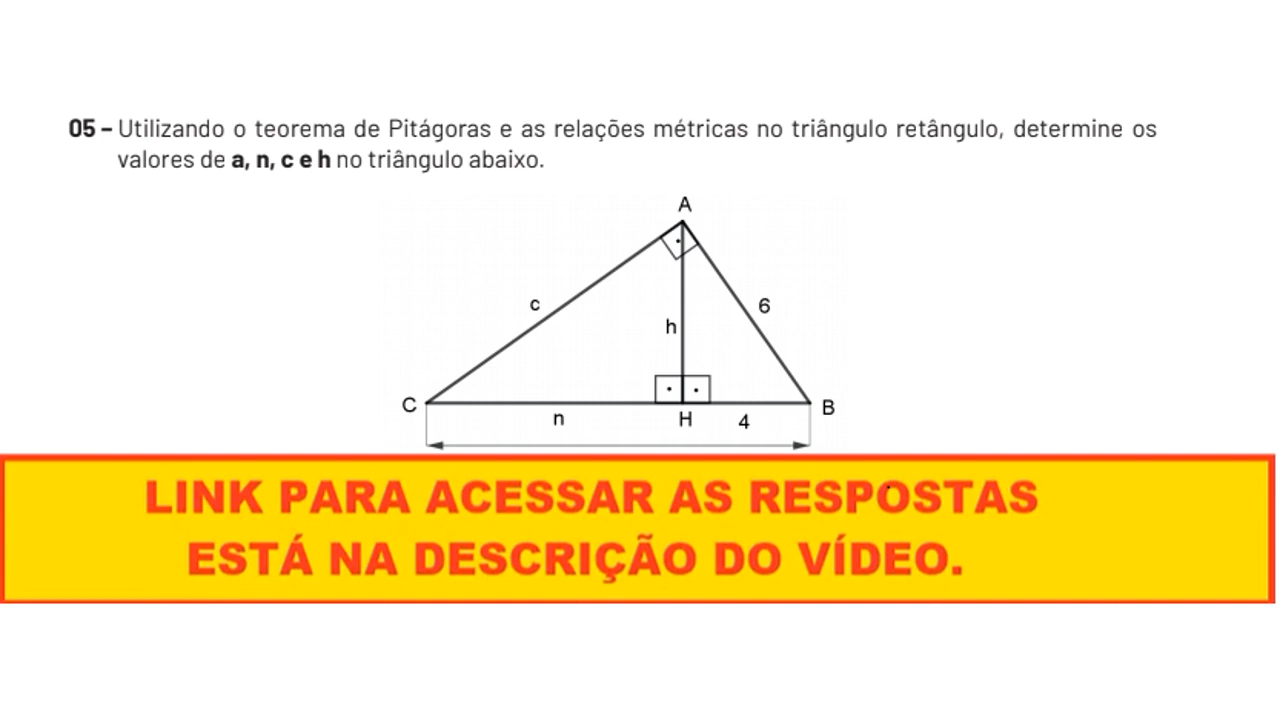 05 – Utilizando o teorema de Pitágoras e as relações métricas no triângulo retângulo, determine os
valores de a, n, c e h no triângulo abaixo.
A
c
6
h
C
B
n
H
4
LINK PARA ACESSAR AS RESPOSTAS
ESTÁ NA DESCRIÇÃO DO VÍDEO.